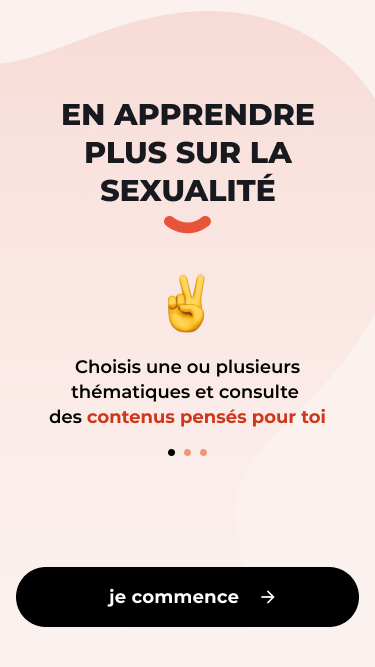 EN APPRENDRE
PLUS SUR LA
SEXUALITÉ
Choisis une ou plusieurs
thématiques et consulte
des contenus pensés pour toi
je commence →